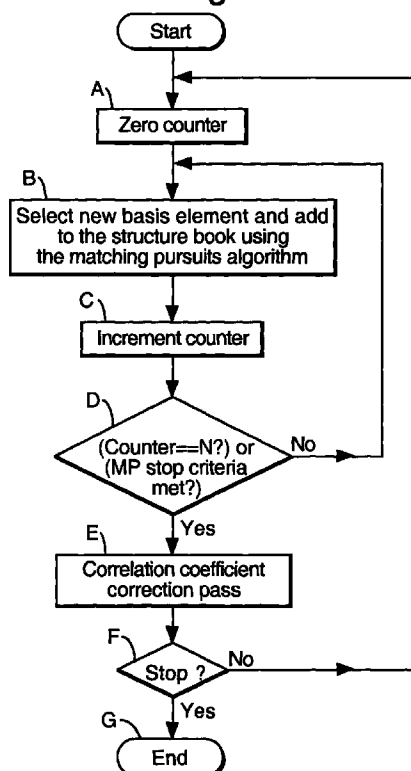 Start
A
Zero counter
B
Select new basis element and add
to the structure book using
the matching pursuits algorithm
C
Increment counter
D
(Counter==N?) or
(MP stop criteria
met?)
No
Yes
E
Correlation coefficient
correction pass
F
Stop ?
No
Yes
G
End